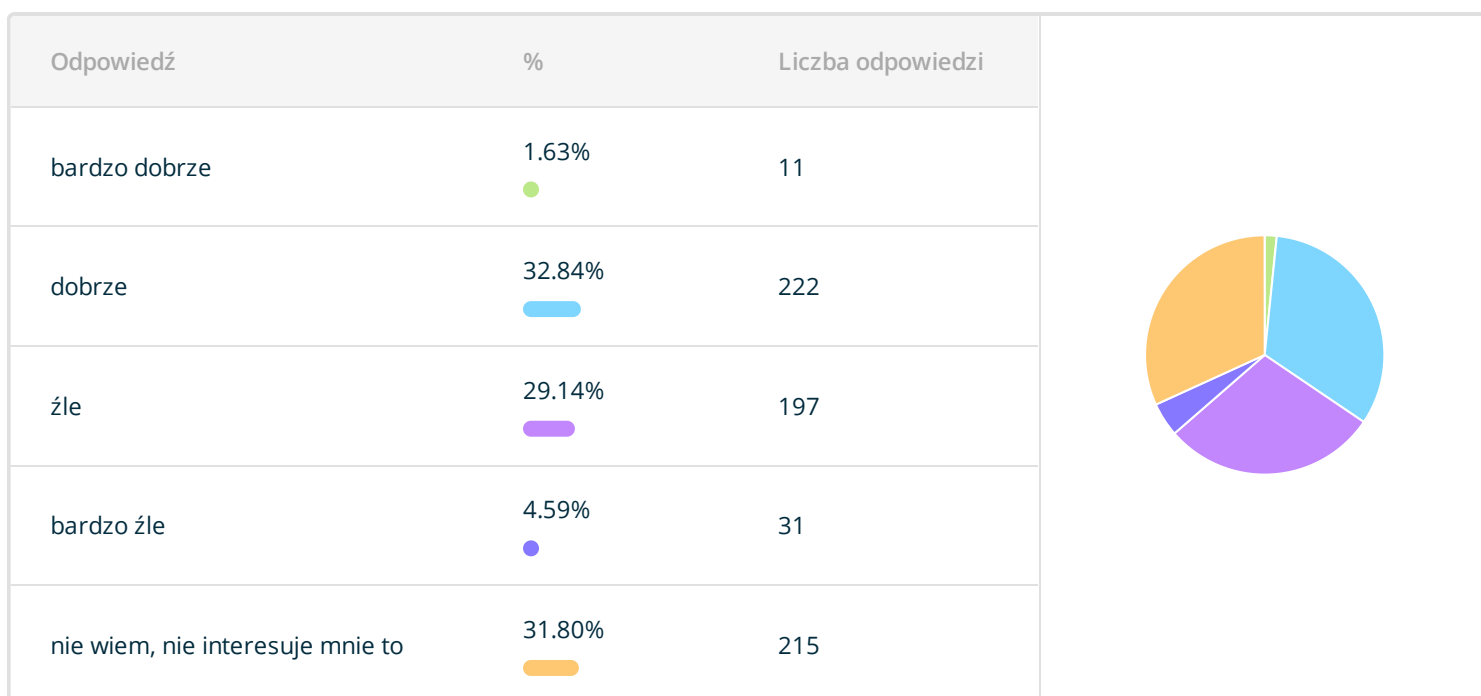 Odpowiedź % Liczba odpowiedzi
bardzo dobrze 1.63% 11
dobrze 32.84% 222
źle 29.14% 197
bardzo źle 4.59% 31
nie wiem, nie interesuje mnie to 31.80% 215